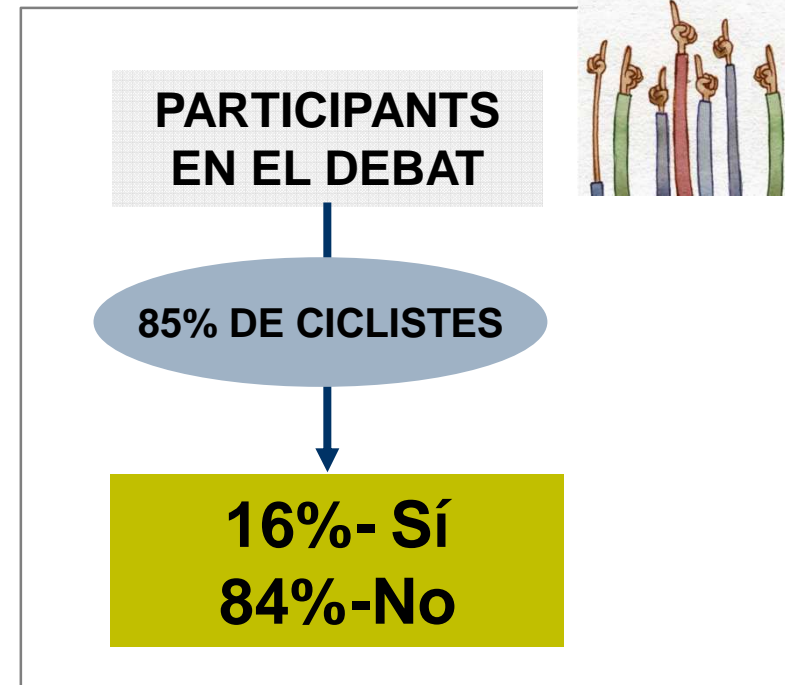 PARTICIPANTS
EN EL DEBAT
85% DE CICLISTES
16%- Sí
84%-No